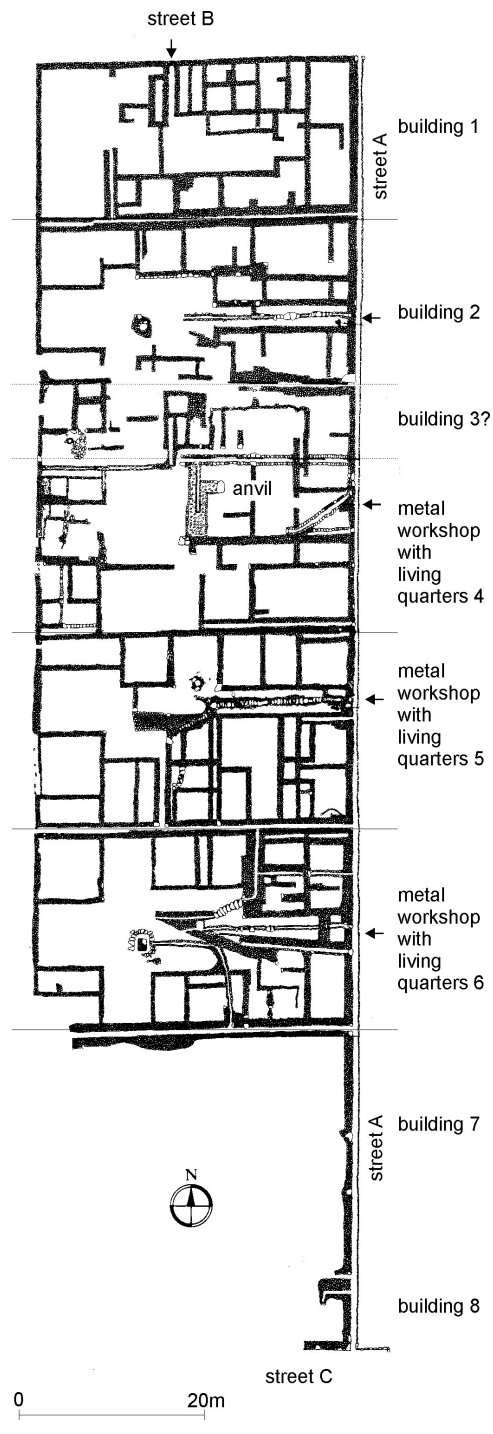 street B
building 1
street A
building 2
building 3?
anvil
metal
workshop
with
living
quarters 4
metal
workshop
with
living
quarters 5
metal
workshop
with
living
quarters 6
building 7
street A
N
building 8
street C
0 20m